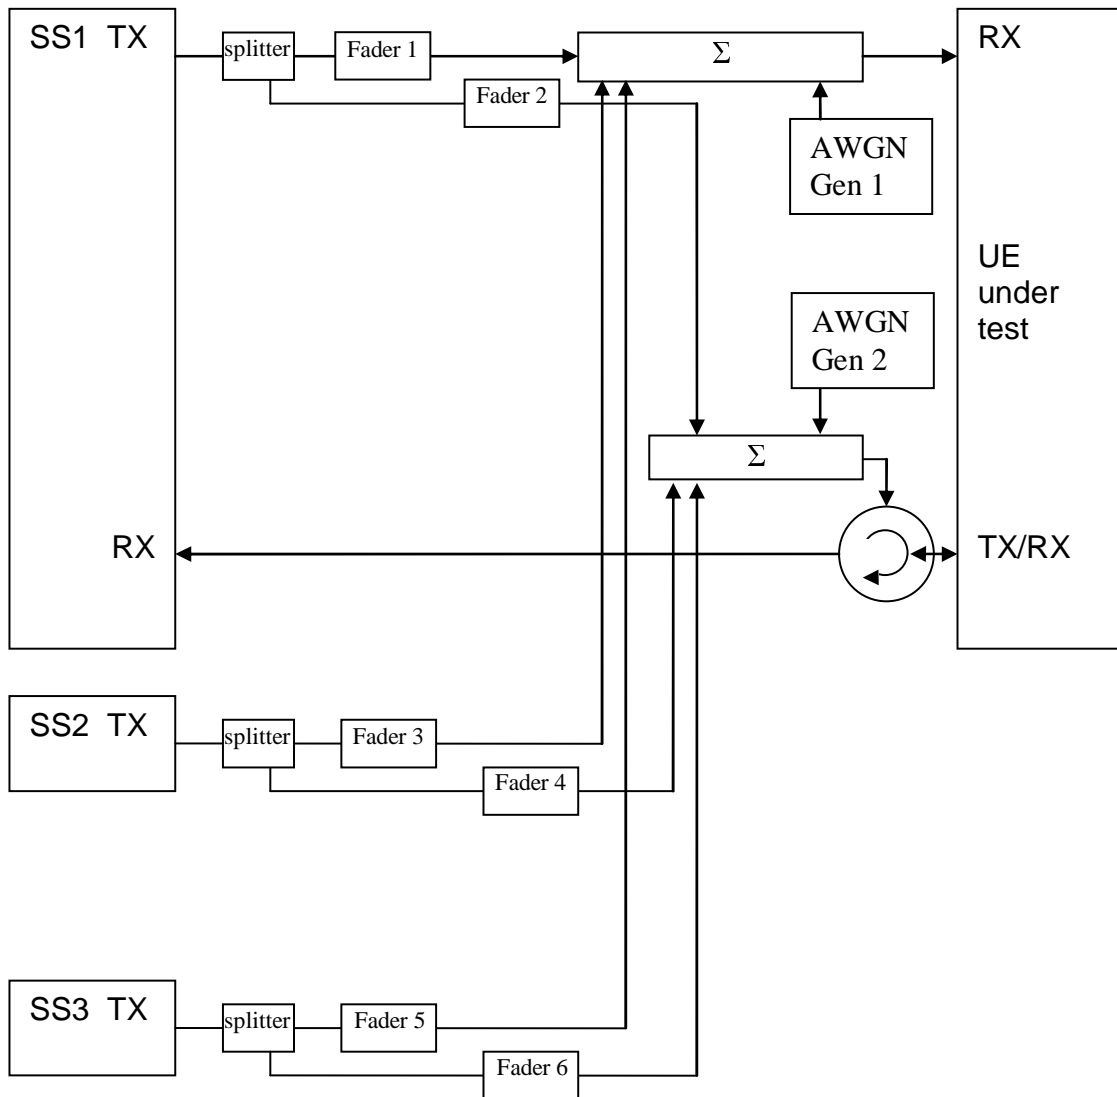 SS1 TX
splitter
Fader 1
Σ
RX
Fader 2
AWGN
Gen 1
UE
under
test
AWGN
Gen 2
Σ
RX
TX/RX
SS2 TX
splitter
Fader 3
Fader 4
SS3 TX
splitter
Fader 5
Fader 6